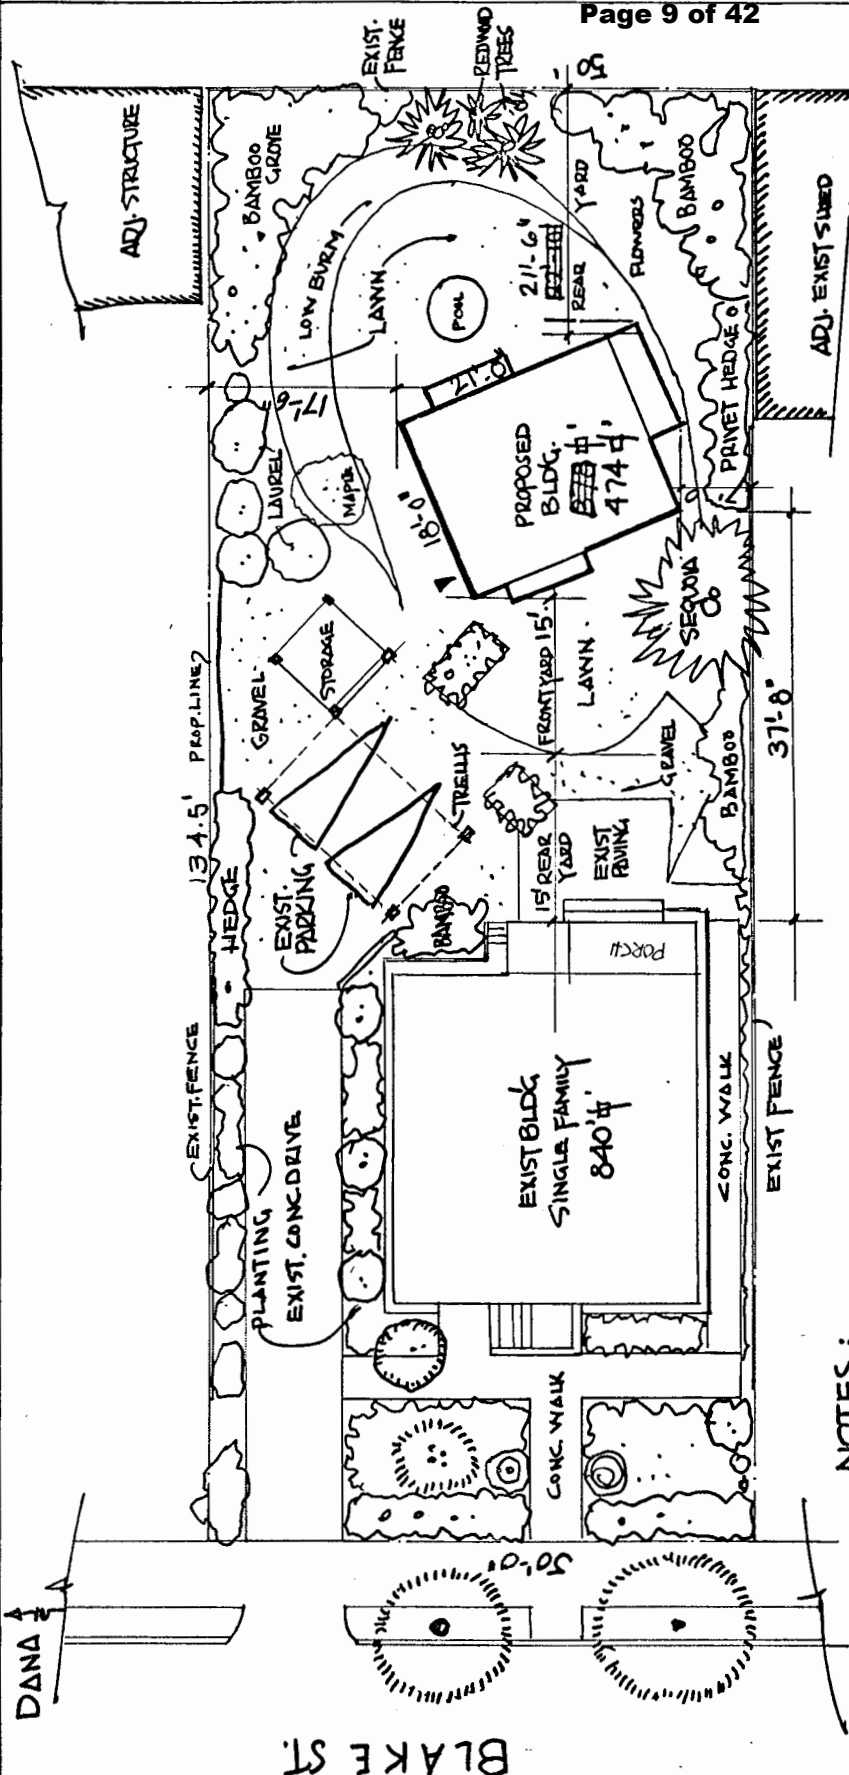 Page 9 of 42
EXIST.
FENCE
REDWOOD
TREES
50'
ADJ. STRUCTURE
BAMBOO
GROVE
LOW BURM
LAWN
POOL
21'-6"
REAR
YARD
FLOWERS
BAMBOO
ADJ. EXIST SHED
PRIVET HEDGE
17'-6
21'-0"
18'-0"
LAUREL
MAPLE
PROPOSED
BLDG.
474
SEQUOIA
STORAGE
GRAVEL
134.5' PROP. LINE
FRONT YARD 15'
LAWN
GRAVEL
BAMBOO
37'-8"
TRELLIS
HEDGE
EXIST.
PARKING
15' REAR
YARD
EXIST
PAVING
BAMBOO
PORCH
EXIST. FENCE
EXIST BLDG
SINGLE FAMILY
840
CONC. WALK
EXIST FENCE
PLANTING
EXIST. CONC DRIVE
CONC. WALK
NOTES:
50'-0"
DANA
BLAKE ST.